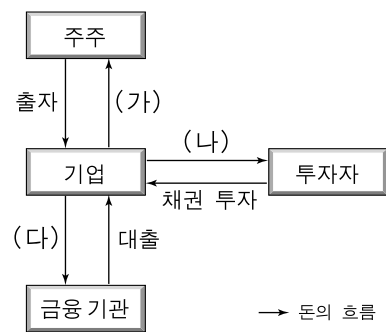 주주
출자
(가)
(나)
기업
투자자
채권 투자
(다)
대출
금융 기관
돈의 흐름